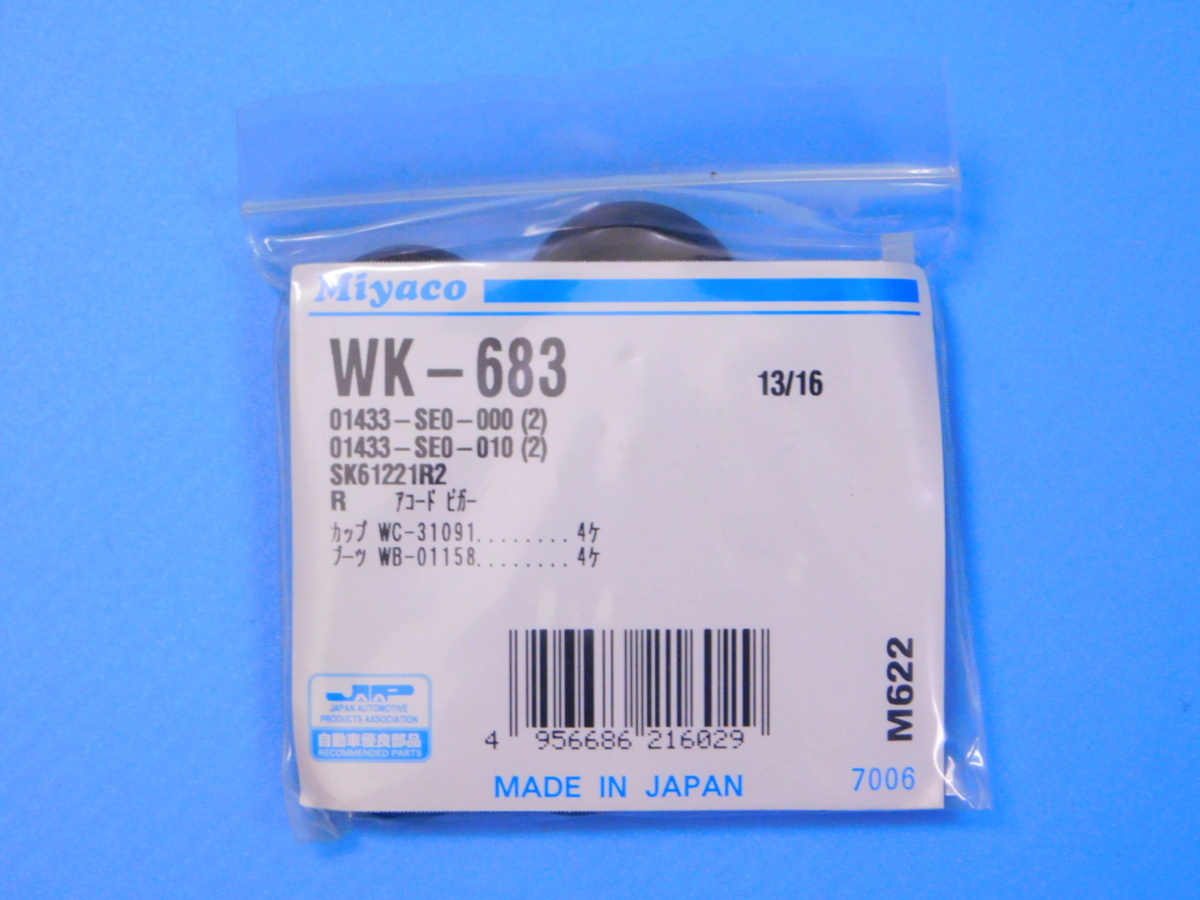 Miyaco
WK-683
13/16
01433-SE0-000 (2)
01433-SE0-010 (2)
SK61221R2
R ｱｺｰﾄﾞ ﾋﾞｶﾞｰ
ｶｯﾌﾟ WC-31091........4ｹ
ﾌﾞｰﾂ WB-01158........4ｹ
JAPA
JAPAN AUTOMOTIVE
PRODUCTS ASSOCIATION
自動車優良部品
RECOMMENDED PARTS
4 956686 216029
MADE IN JAPAN
M622
7006